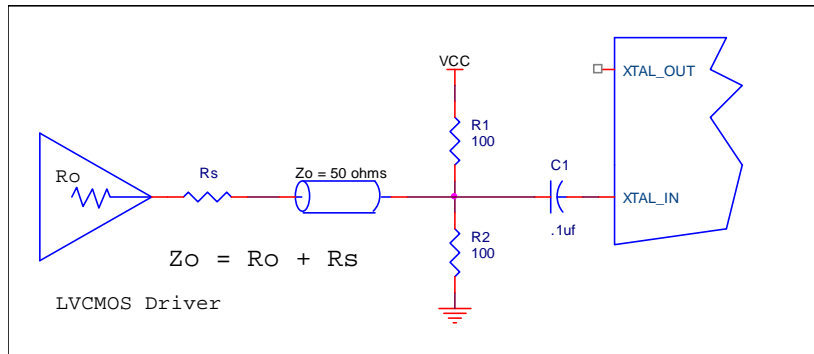 VCC
XTAL_OUT
R1
100
Ro
Rs
Zo = 50 ohms
C1
XTAL_IN
.1uf
R2
100
Zo = Ro + Rs
LVCMOS Driver